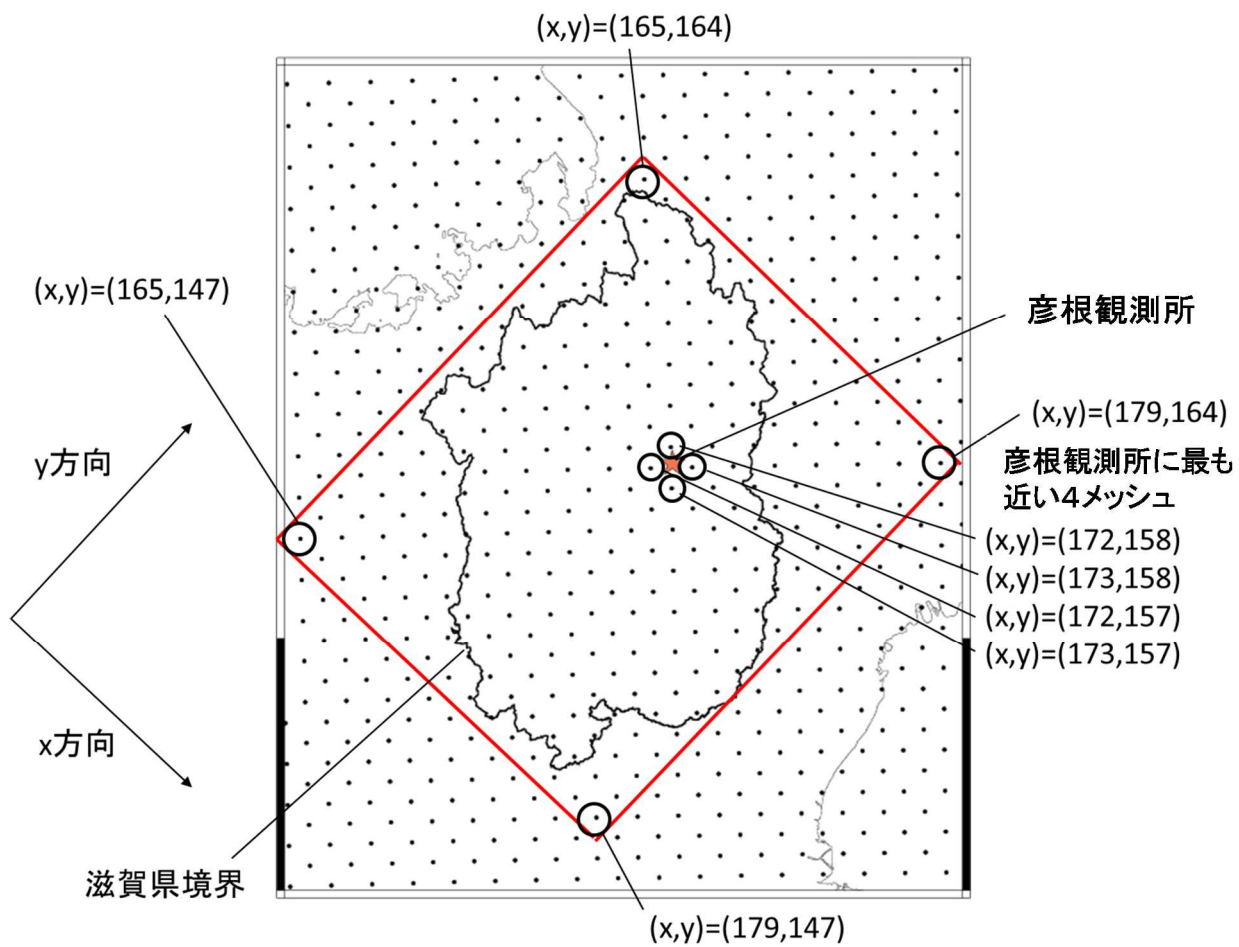 (x,y)=(165,164)
(x,y)=(165,147)
彦根観測所
(x,y)=(179,164)
彦根観測所に最も
近い4メッシュ
y方向
(x,y)=(172,158)
(x,y)=(173,158)
(x,y)=(172,157)
(x,y)=(173,157)
x方向
滋賀県境界
(x,y)=(179,147)